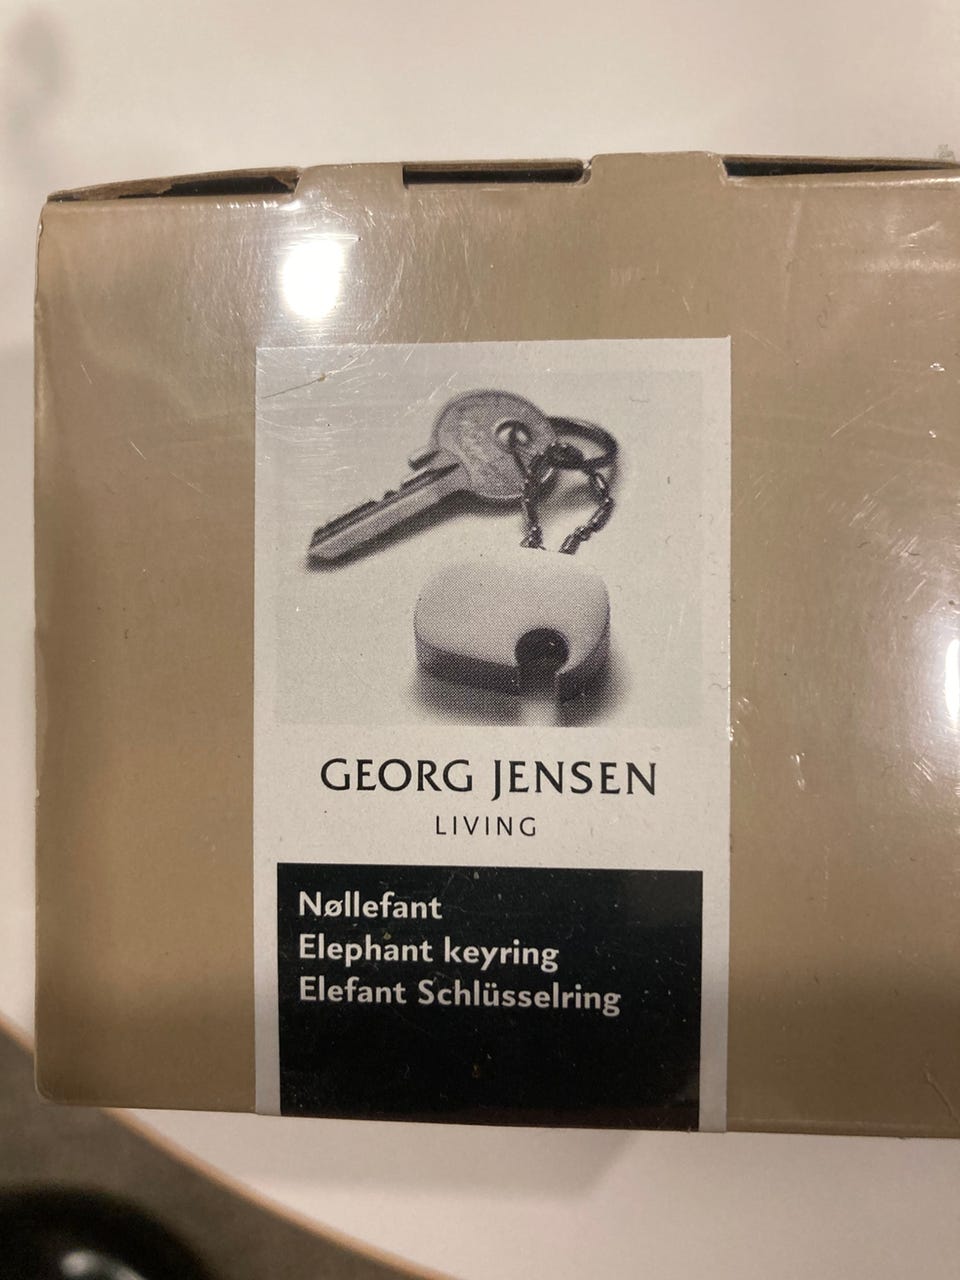 GEORG JENSEN
LIVING
Nøllefant
Elephant keyring
Elefant Schlüsselring